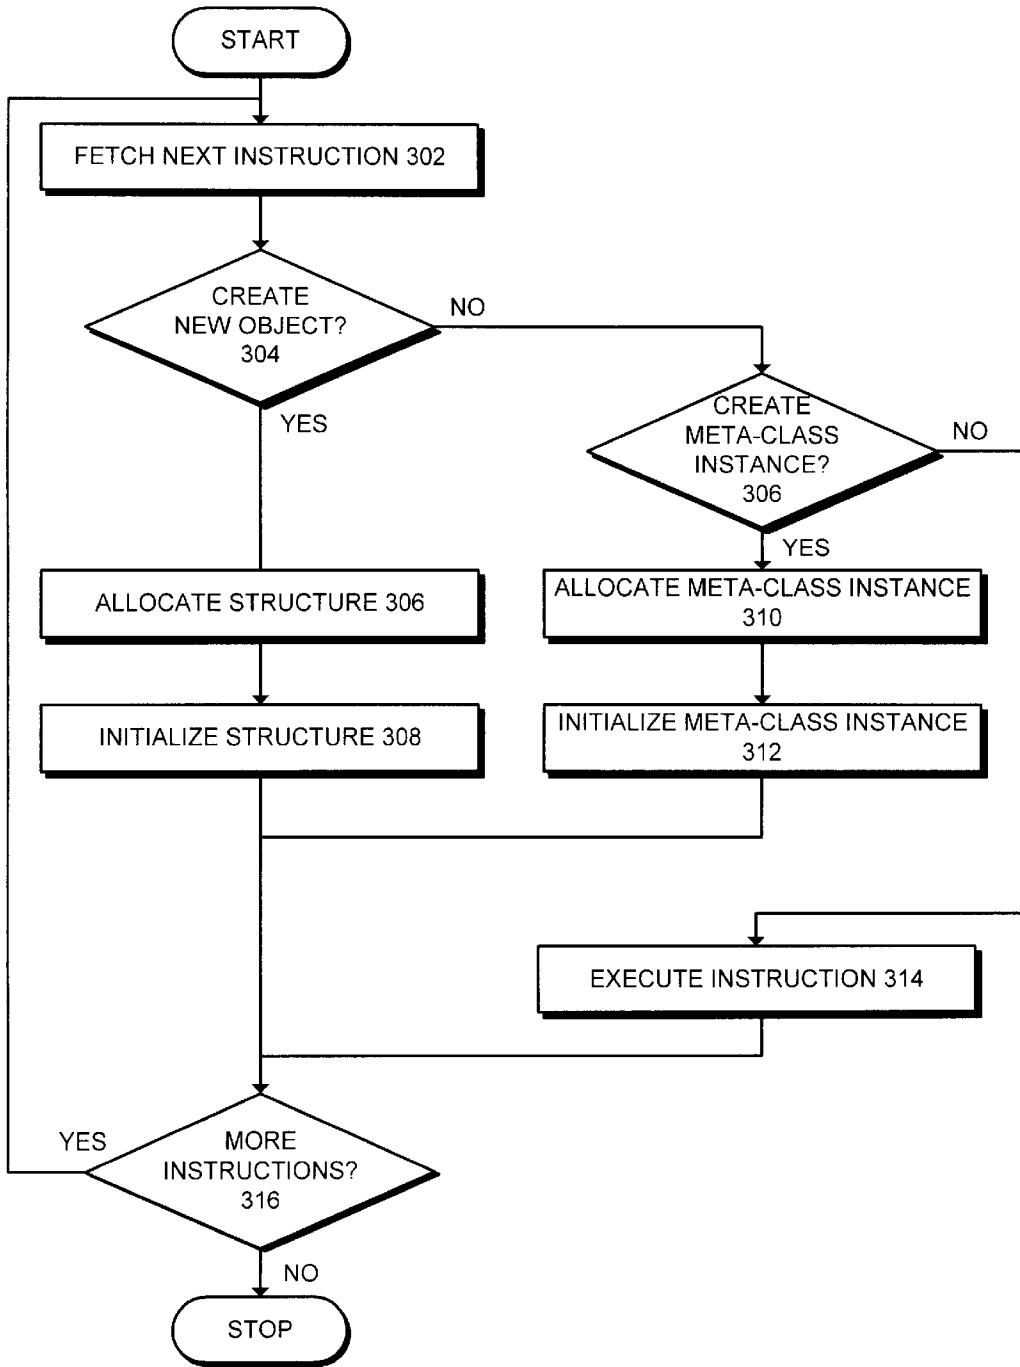 START
FETCH NEXT INSTRUCTION 302
CREATE
NEW OBJECT?
304
NO
YES
CREATE
META-CLASS
INSTANCE?
306
NO
YES
ALLOCATE STRUCTURE 306
ALLOCATE META-CLASS INSTANCE
310
INITIALIZE STRUCTURE 308
INITIALIZE META-CLASS INSTANCE
312
EXECUTE INSTRUCTION 314
YES
MORE
INSTRUCTIONS?
316
NO
STOP